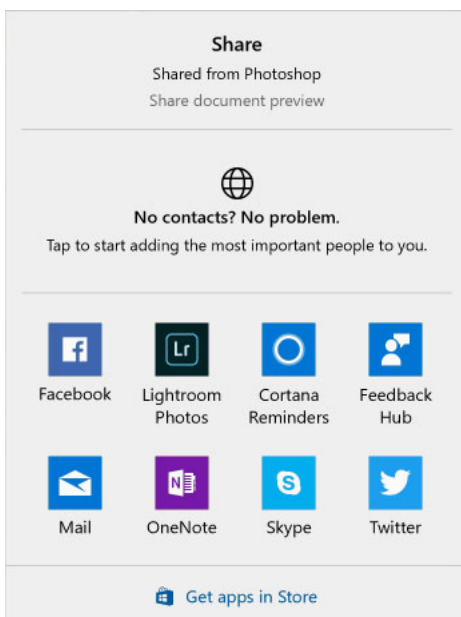 Share
Shared from Photoshop
Share document preview
No contacts? No problem.
Tap to start adding the most important people to you.
Lr
Facebook
Lightroom
Photos
Cortana
Reminders
Feedback
Hub
N
S
Mail
OneNote
Skype
Twitter
Get apps in Store